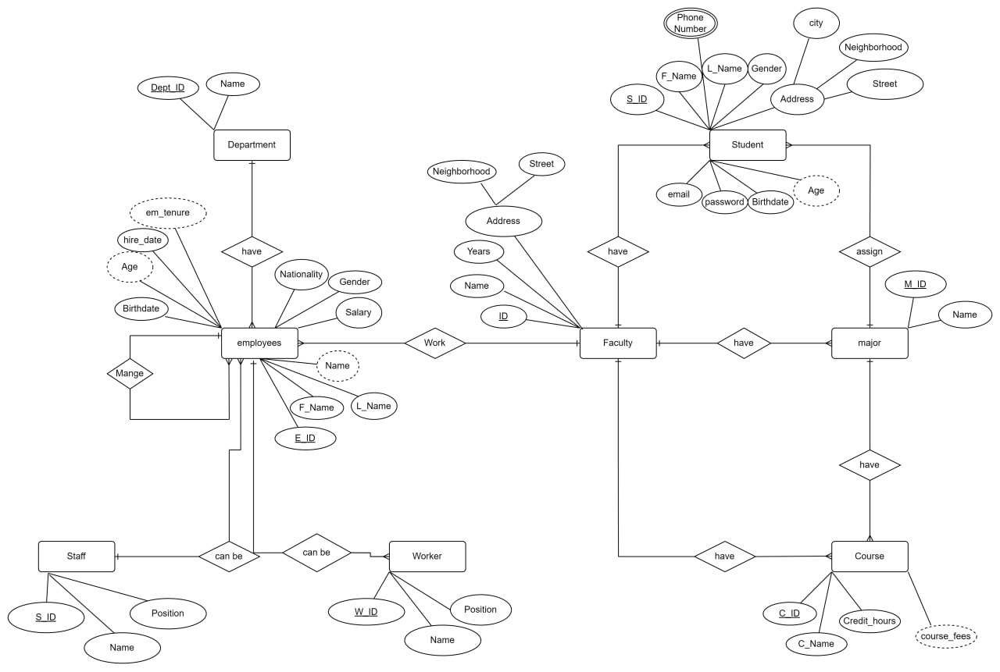 Phone
Number
city
Neighborhood
L_Name
Gender
F_Name
Street
S_ID
Address
Dept_ID
Name
Department
Student
Neighborhood
Street
email
password
Birthdate
Age
em_tenure
Address
hire_date
have
Years
have
assign
Age
Nationality
Gender
Name
M_ID
Birthdate
Salary
ID
Name
employees
Work
Faculty
have
major
Mange
Name
F_Name
L_Name
E_ID
have
Staff
can be
can be
Worker
have
Course
S_ID
Position
Name
W_ID
Position
Name
C_ID
Credit_hours
C_Name
course_fees